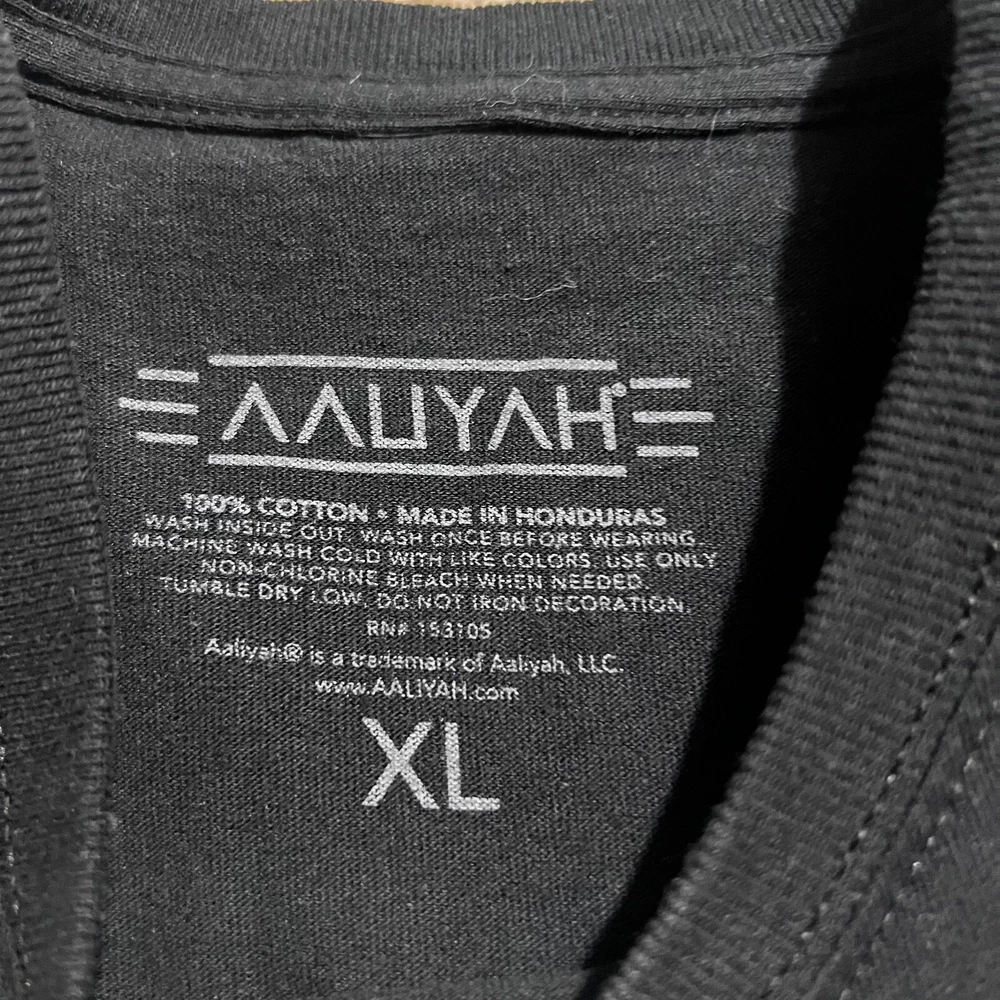 AALIYAH®
100% COTTON • MADE IN HONDURAS
WASH INSIDE OUT. WASH ONCE BEFORE WEARING.
MACHINE WASH COLD WITH LIKE COLORS. USE ONLY
NON-CHLORINE BLEACH WHEN NEEDED.
TUMBLE DRY LOW. DO NOT IRON DECORATION.
RN# 153105
Aaliyah® is a trademark of Aaliyah, LLC.
www.AALIYAH.com
XL